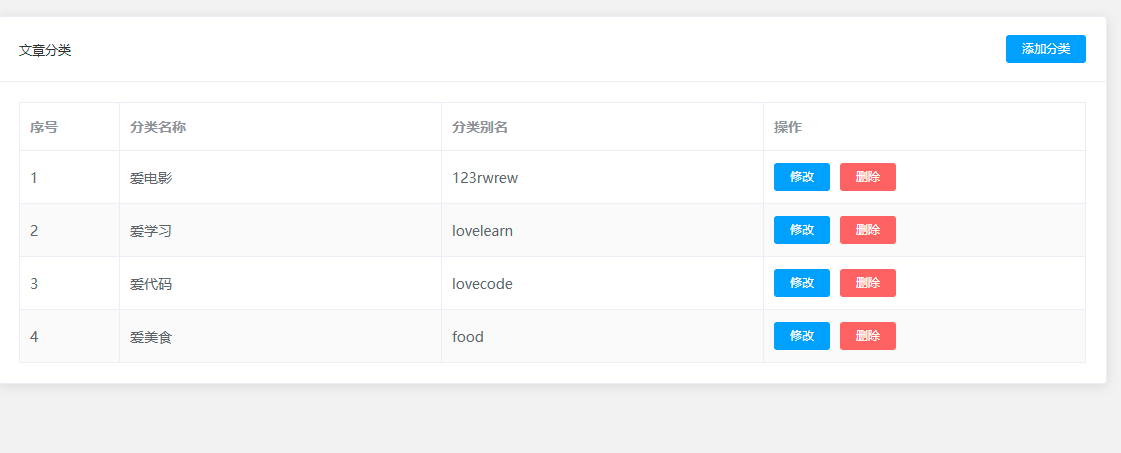 文章分类 添加分类
序号 分类名称 分类别名 操作
1 爱电影 123rwrew 修改 删除
2 爱学习 lovelearn 修改 删除
3 爱代码 lovecode 修改 删除
4 爱美食 food 修改 删除